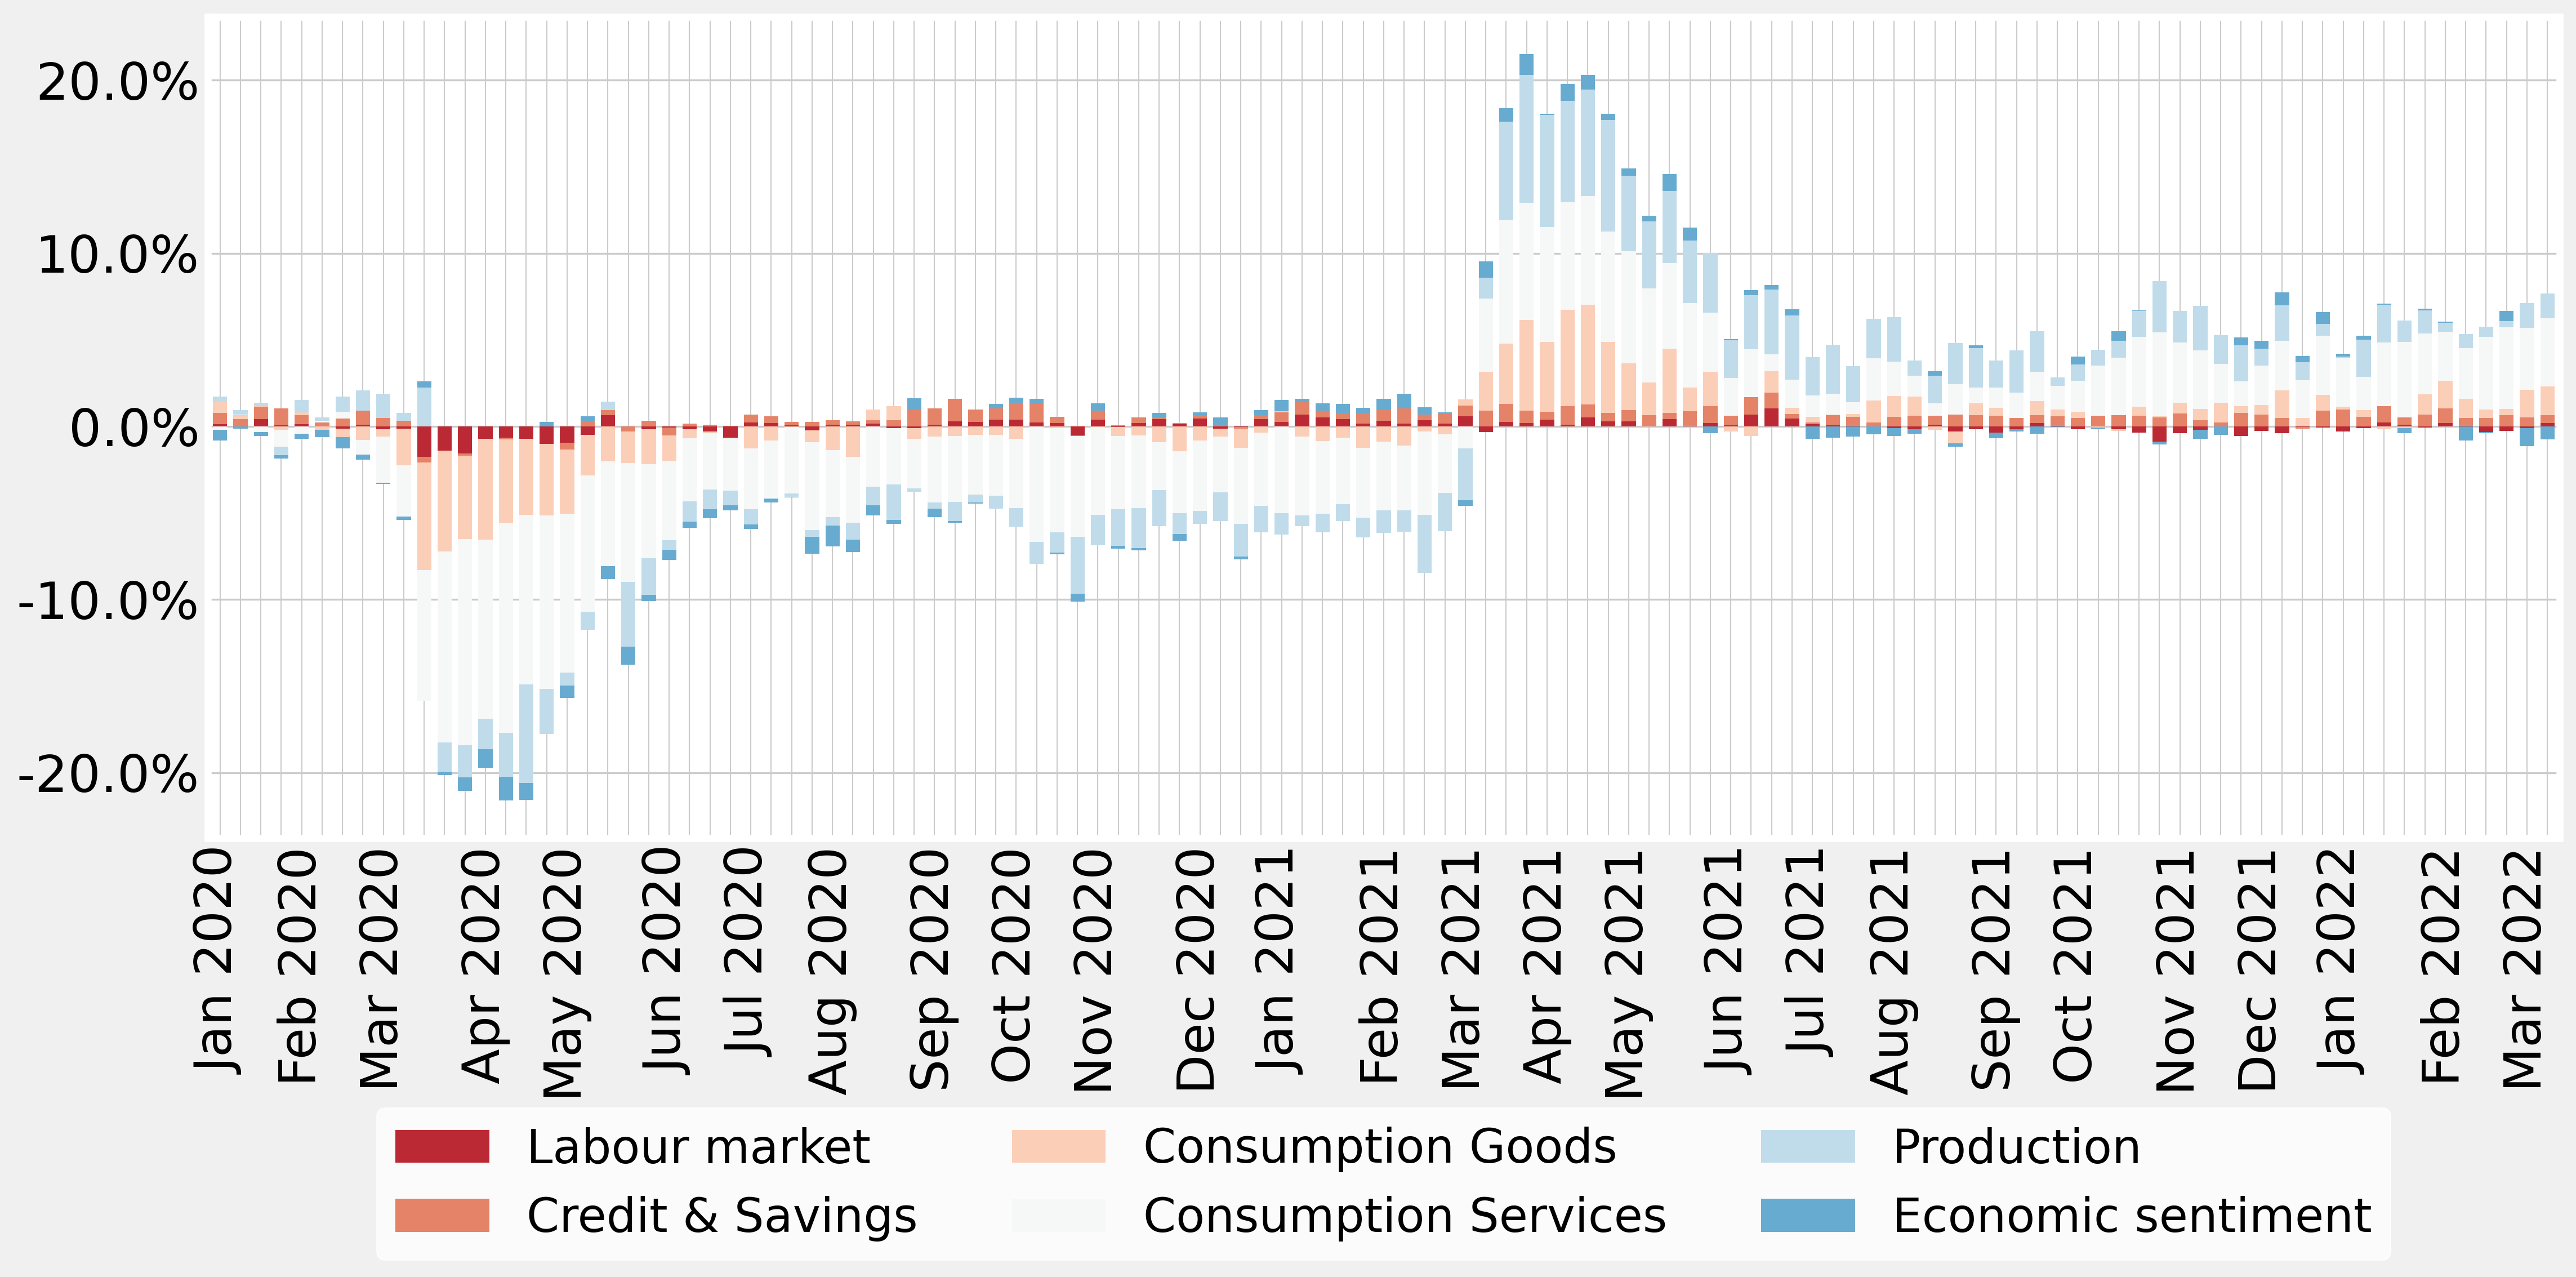 20.0%
10.0%
0.0%
-10.0%
-20.0%
Jan 2020
Feb 2020
Mar 2020
Apr 2020
May 2020
Jun 2020
Jul 2020
Aug 2020
Sep 2020
Oct 2020
Nov 2020
Dec 2020
Jan 2021
Feb 2021
Mar 2021
Apr 2021
May 2021
Jun 2021
Jul 2021
Aug 2021
Sep 2021
Oct 2021
Nov 2021
Dec 2021
Jan 2022
Feb 2022
Mar 2022
Labour market
Credit & Savings
Consumption Goods
Consumption Services
Production
Economic sentiment